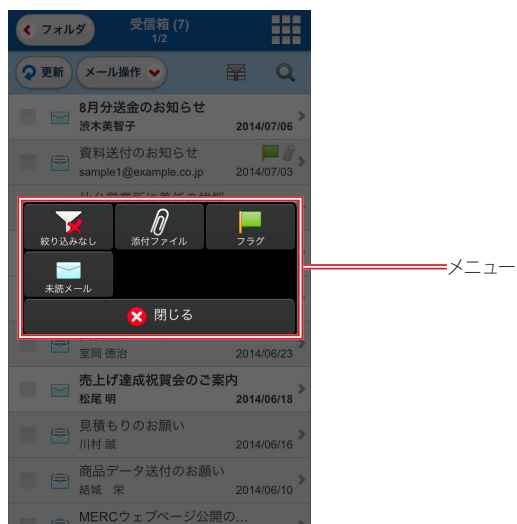 フォルダ
受信箱 (7)
1/2
更新
メール操作
8月分送金のお知らせ
渋木美智子 2014/07/06
資料送付のお知らせ
sample1@example.co.jp 2014/07/03
絞り込みなし 添付ファイル フラグ
メニュー
未読メール
閉じる
室岡 徳治 2014/06/23
売上げ達成祝賀会のご案内
松尾 明 2014/06/18
見積もりのお願い
川村 誠 2014/06/16
商品データ送付のお願い
結城 栄 2014/06/10
MERCウェブページ公開の...